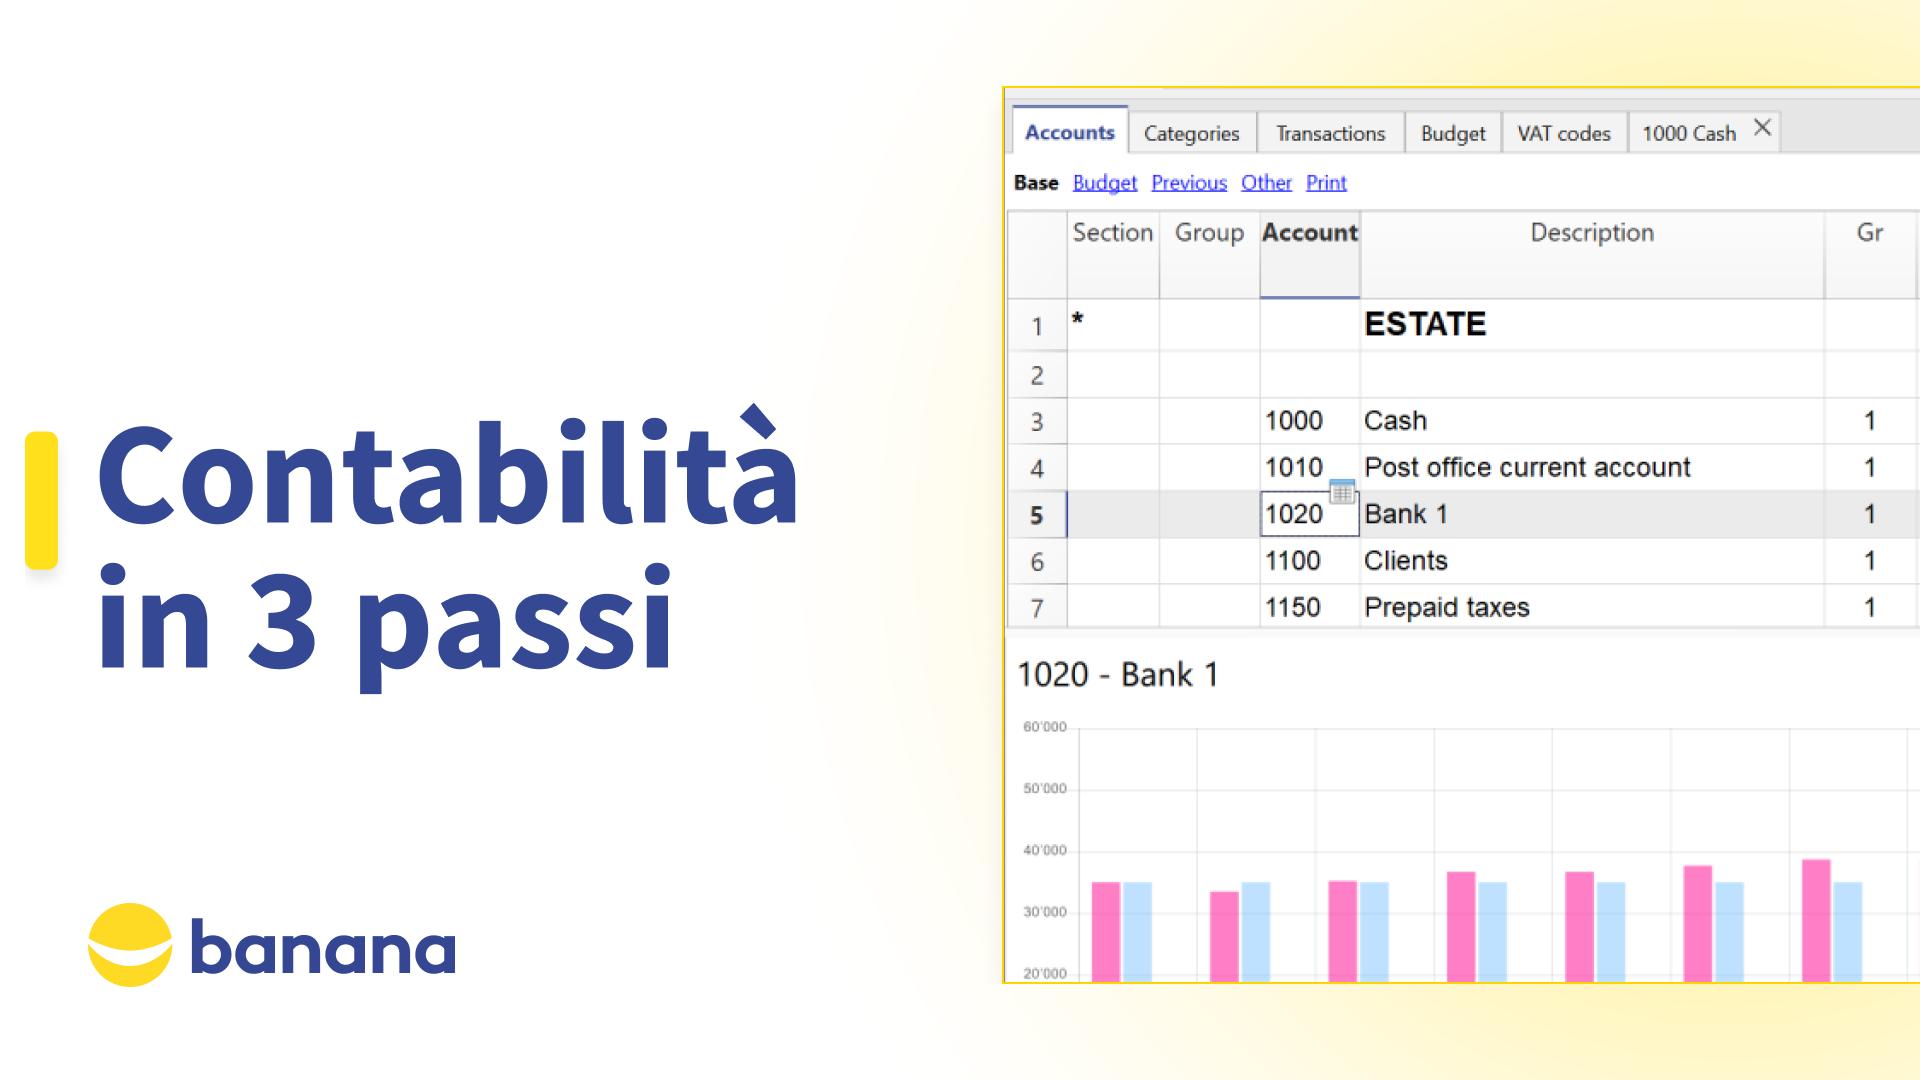 Contabilità
in 3 passi
banana
Accounts Categories Transactions Budget VAT codes 1000 Cash
Base Budget Previous Other Print
Section Group Account Description Gr
1 * ESTATE
2
3 1000 Cash 1
4 1010 Post office current account 1
5 1020 Bank 1 1
6 1100 Clients 1
7 1150 Prepaid taxes 1
1020 - Bank 1
60'000
50'000
40'000
30'000
20'000